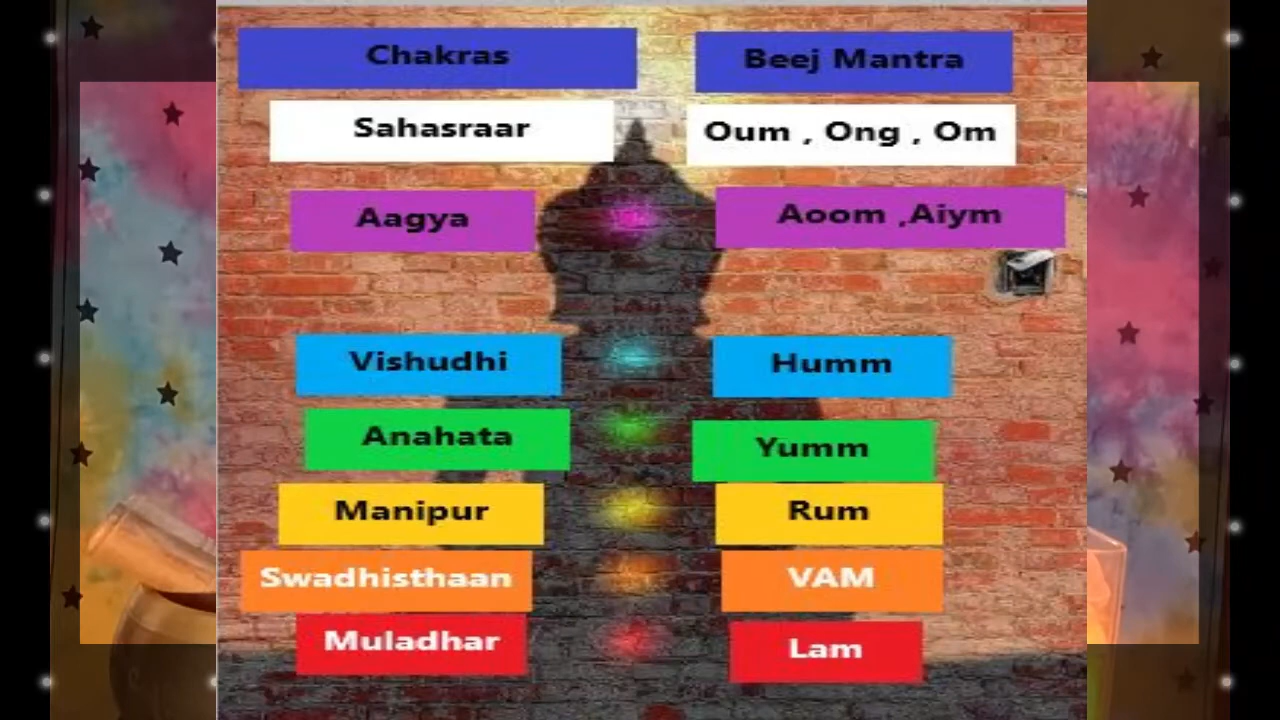 Chakras Beej Mantra
Sahasraar Oum , Ong , Om
Aagya Aoom ,Aiym
Vishudhi Humm
Anahata Yumm
Manipur Rum
Swadhisthaan VAM
Muladhar Lam